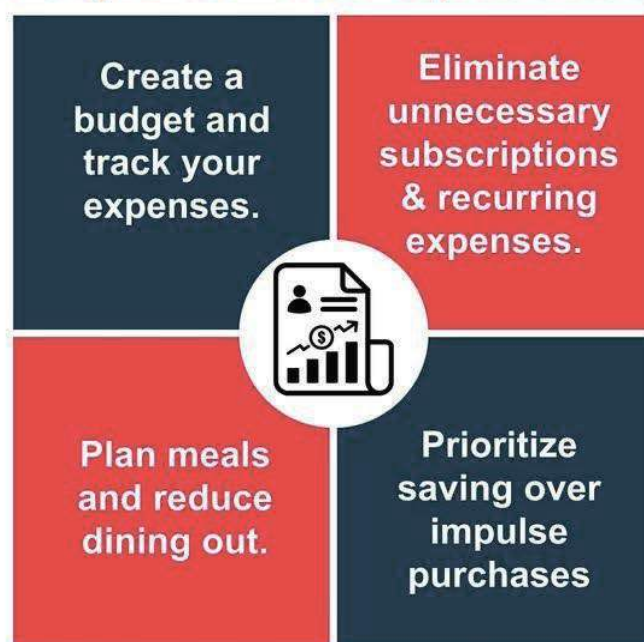 Create a
budget and
track your
expenses.
Eliminate
unnecessary
subscriptions
& recurring
expenses.
$
Plan meals
and reduce
dining out.
Prioritize
saving over
impulse
purchases